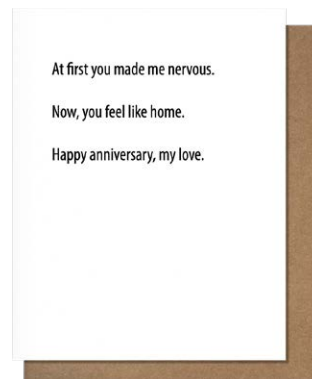 At first you made me nervous.
Now, you feel like home.
Happy anniversary, my love.